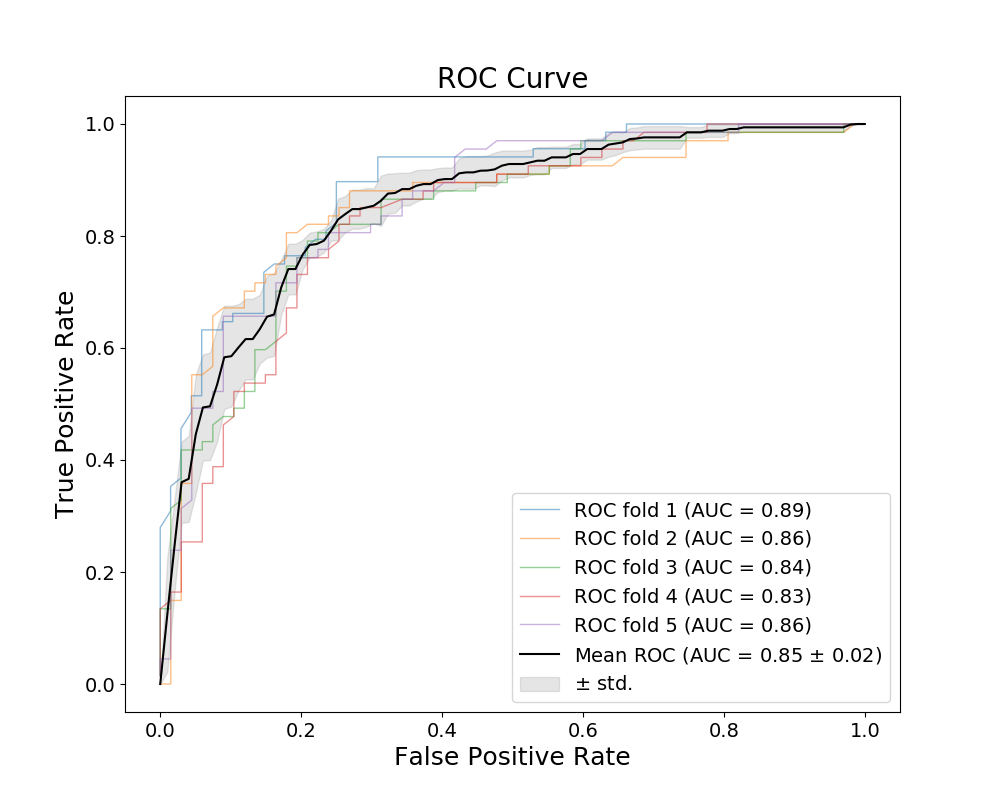 ROC Curve
1.0
0.8
0.6
0.4
0.2
0.0
True Positive Rate
ROC fold 1 (AUC = 0.89)
ROC fold 2 (AUC = 0.86)
ROC fold 3 (AUC = 0.84)
ROC fold 4 (AUC = 0.83)
ROC fold 5 (AUC = 0.86)
Mean ROC (AUC = 0.85 ± 0.02)
± std.
0.0 0.2 0.4 0.6 0.8 1.0
False Positive Rate